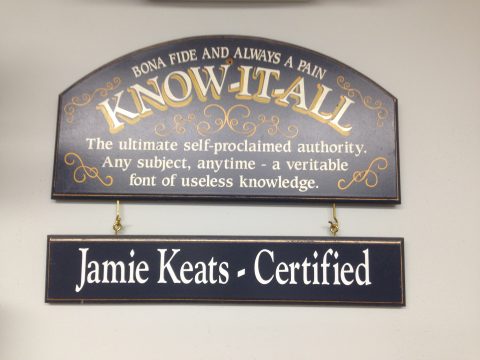 BONA FIDE AND ALWAYS A PAIN
KNOW-IT-ALL
The ultimate self-proclaimed authority.
Any subject, anytime - a veritable
font of useless knowledge.
Jamie Keats - Certified